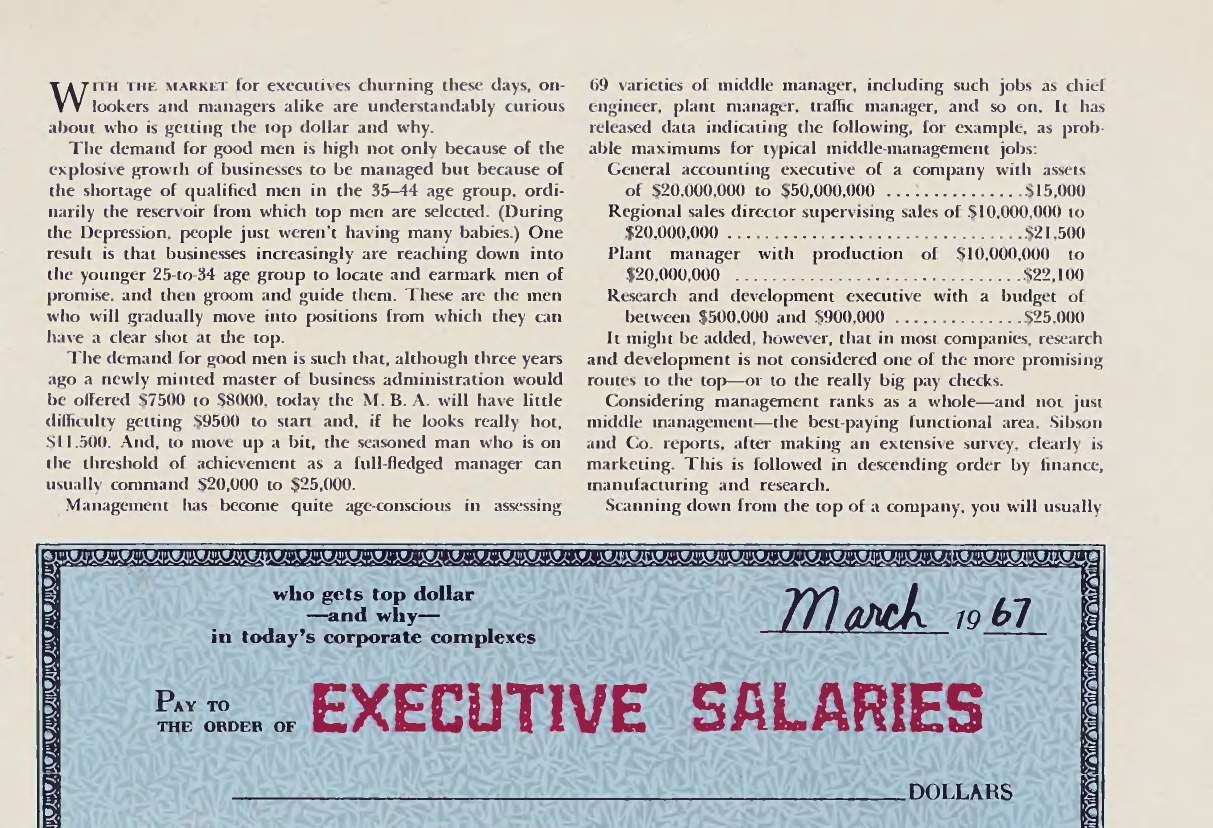 WITH THE MARKET for executives churning these days, on-
lookers and managers alike are understandably curious
about who is getting the top dollar and why.
The demand for good men is high not only because of the
explosive growth of businesses to be managed but because of
the shortage of qualified men in the 35–44 age group, ordi-
narily the reservoir from which top men are selected. (During
the Depression, people just weren't having many babies.) One
result is that businesses increasingly are reaching down into
the younger 25-to-34 age group to locate and earmark men of
promise, and then groom and guide them. These are the men
who will gradually move into positions from which they can
have a clear shot at the top.
The demand for good men is such that, although three years
ago a newly minted master of business administration would
be offered $7500 to $8000, today the M. B. A. will have little
difficulty getting $9500 to start and, if he looks really hot,
$11,500. And, to move up a bit, the seasoned man who is on
the threshold of achievement as a full-fledged manager can
usually command $20,000 to $25,000.
Management has become quite age-conscious in assessing
69 varieties of middle manager, including such jobs as chief
engineer, plant manager, traffic manager, and so on. It has
released data indicating the following, for example, as prob-
able maximums for typical middle-management jobs:
General accounting executive of a company with assets
of $20,000,000 to $50,000,000 ...............$15,000
Regional sales director supervising sales of $10,000,000 to
$20,000,000 ................................$21,500
Plant manager with production of $10,000,000 to
$20,000,000 ...............................$22,100
Research and development executive with a budget of
between $500,000 and $900,000 ..............$25,000
It might be added, however, that in most companies, research
and development is not considered one of the more promising
routes to the top—or to the really big pay checks.
Considering management ranks as a whole—and not just
middle management—the best-paying functional area, Sibson
and Co. reports, after making an extensive survey, clearly is
marketing. This is followed in descending order by finance,
manufacturing and research.
Scanning down from the top of a company, you will usually
who gets top dollar
—and why—
in today's corporate complexes
March 1967
PAY TO
THE ORDER OF EXECUTIVE SALARIES
DOLLARS